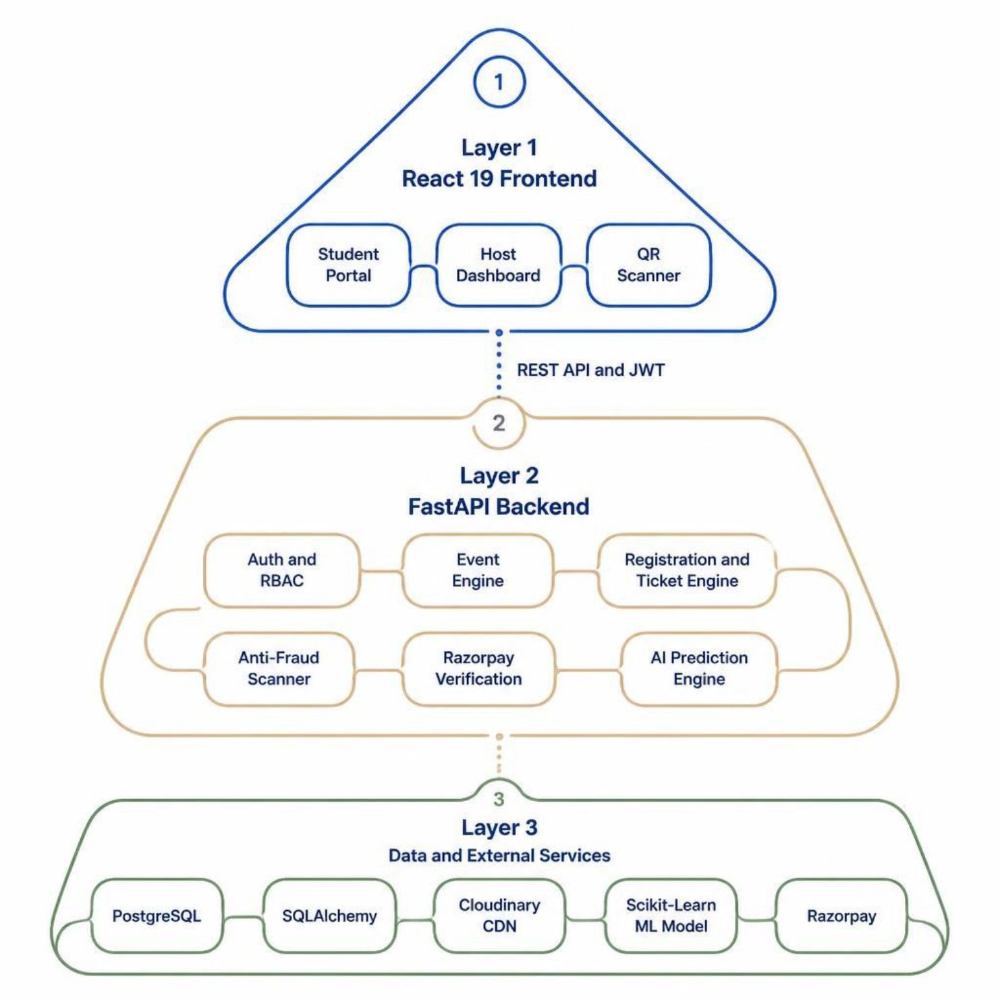 1
Layer 1
React 19 Frontend
Student
Portal
Host
Dashboard
QR
Scanner
REST API and JWT
2
Layer 2
FastAPI Backend
Auth and
RBAC
Event
Engine
Registration and
Ticket Engine
Anti-Fraud
Scanner
Razorpay
Verification
AI Prediction
Engine
3
Layer 3
Data and External Services
PostgreSQL
SQLAlchemy
Cloudinary
CDN
Scikit-Learn
ML Model
Razorpay